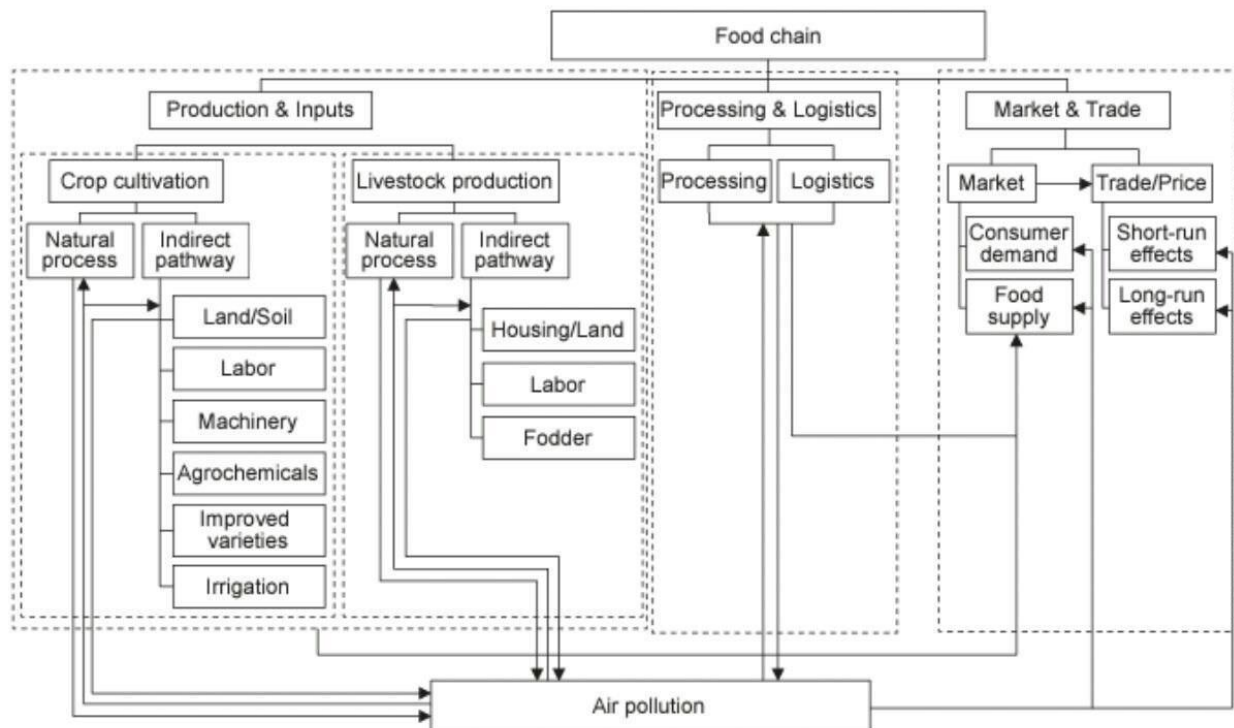 Food chain
Production & Inputs
Processing & Logistics
Market & Trade
Crop cultivation
Livestock production
Processing
Logistics
Market
Trade/Price
Natural
process
Indirect
pathway
Natural
process
Indirect
pathway
Consumer
demand
Short-run
effects
Land/Soil
Housing/Land
Food
supply
Long-run
effects
Labor
Labor
Machinery
Fodder
Agrochemicals
Improved
varieties
Irrigation
Air pollution